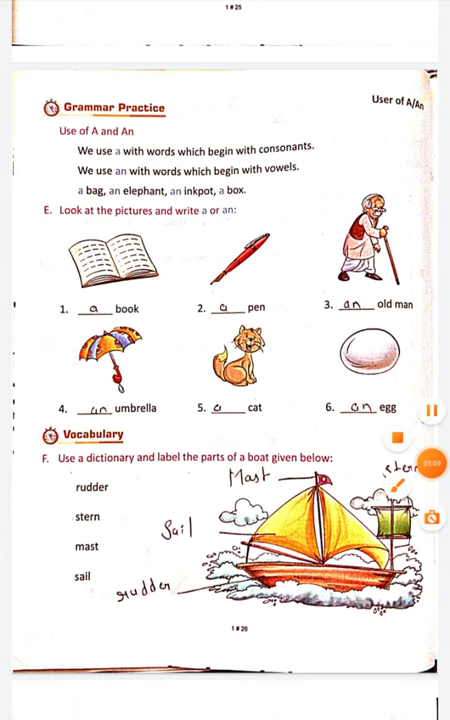 1 # 25
Grammar Practice
User of A/An
Use of A and An
We use a with words which begin with consonants.
We use an with words which begin with vowels.
a bag, an elephant, an inkpot, a box.
E. Look at the pictures and write a or an:
1. a book
2. a pen
3. an old man
4. an umbrella
5. a cat
6. an egg
Vocabulary
F. Use a dictionary and label the parts of a boat given below:
05:09
rudder
Mast
stern
stern
Sail
mast
sail
rudder
1 # 26